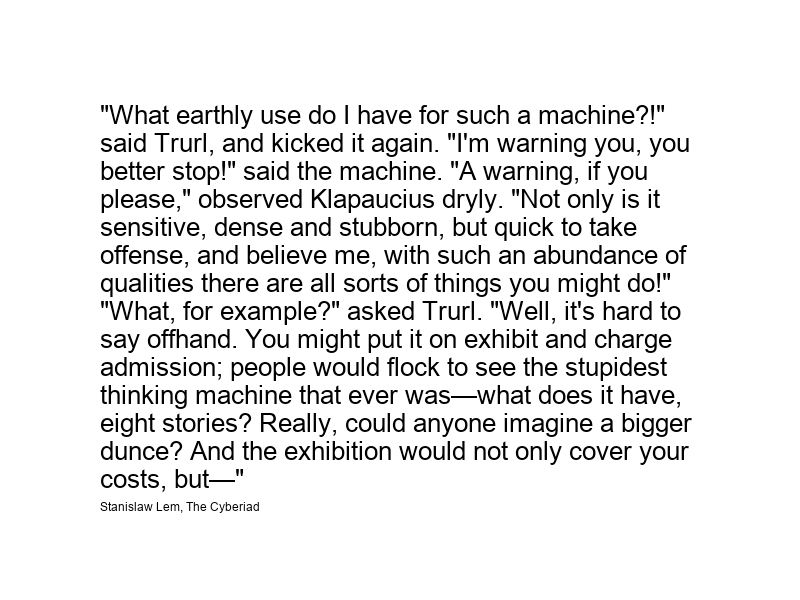 "What earthly use do I have for such a machine?!"
said Trurl, and kicked it again. "I'm warning you, you
better stop!" said the machine. "A warning, if you
please," observed Klapaucius dryly. "Not only is it
sensitive, dense and stubborn, but quick to take
offense, and believe me, with such an abundance of
qualities there are all sorts of things you might do!"
"What, for example?" asked Trurl. "Well, it's hard to
say offhand. You might put it on exhibit and charge
admission; people would flock to see the stupidest
thinking machine that ever was—what does it have,
eight stories? Really, could anyone imagine a bigger
dunce? And the exhibition would not only cover your
costs, but—"
Stanislaw Lem, The Cyberiad